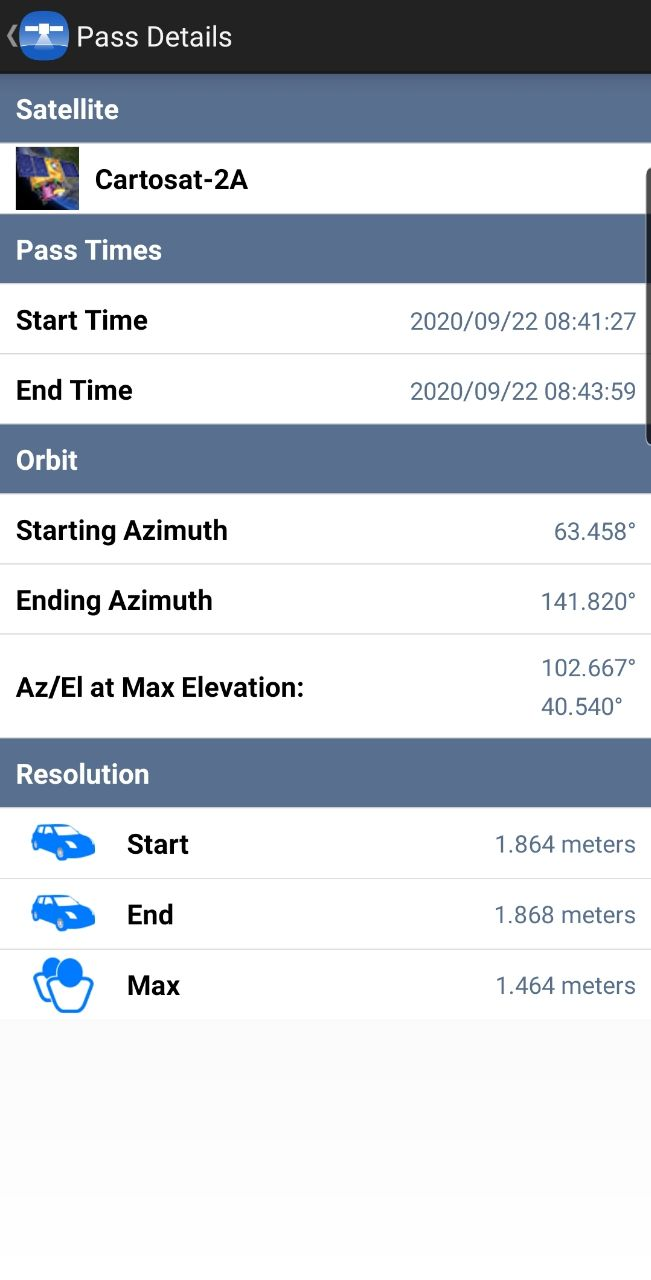 Pass Details
Satellite
Cartosat-2A
Pass Times
Start Time 2020/09/22 08:41:27
End Time 2020/09/22 08:43:59
Orbit
Starting Azimuth 63.458°
Ending Azimuth 141.820°
Az/El at Max Elevation: 102.667°
40.540°
Resolution
Start 1.864 meters
End 1.868 meters
Max 1.464 meters